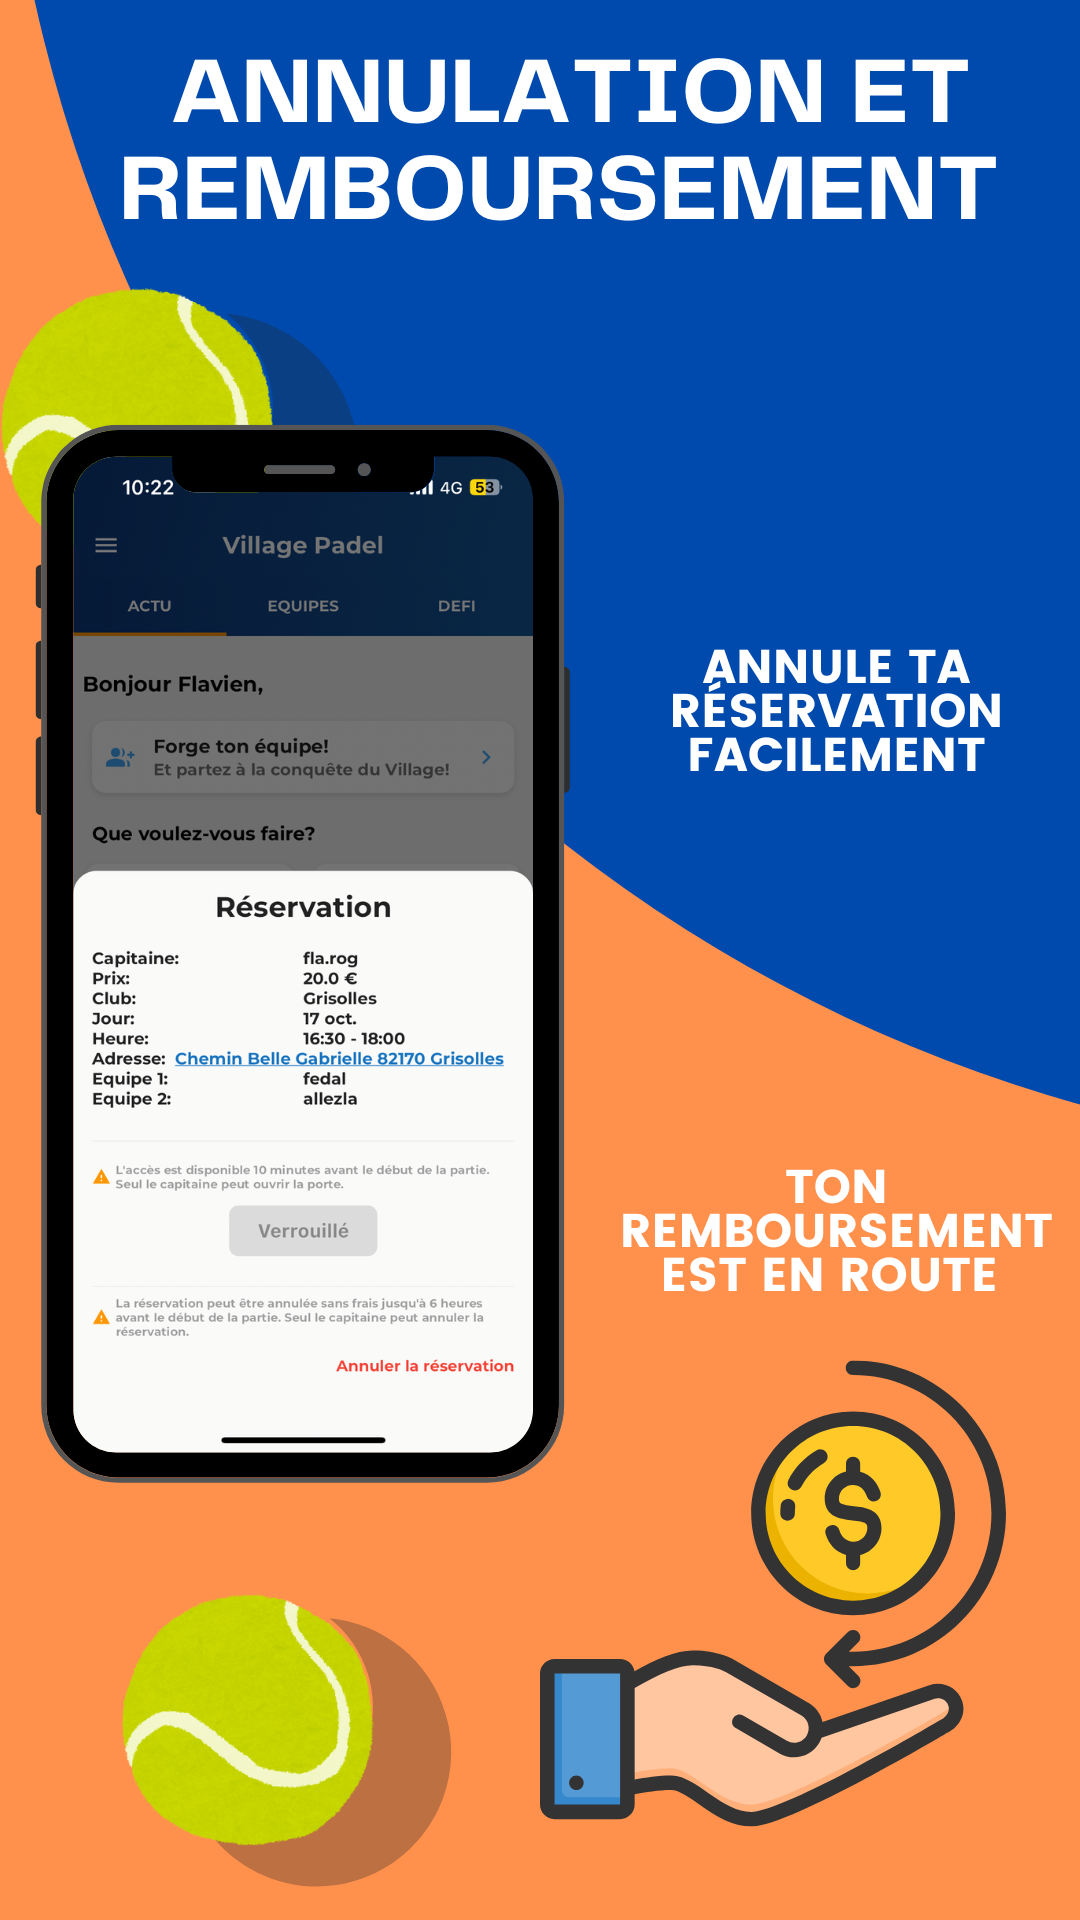 ANNULATION ET
REMBOURSEMENT
10:22
4G 53
Village Padel
ACTU EQUIPES DEFI
Bonjour Flavien,
Forge ton équipe!
Et partez à la conquête du Village!
Que voulez-vous faire?
Réservation
Capitaine: fla.rog
Prix: 20.0 €
Club: Grisolles
Jour: 17 oct.
Heure: 16:30 - 18:00
Adresse: Chemin Belle Gabrielle 82170 Grisolles
Equipe 1: fedal
Equipe 2: allezla
L'accès est disponible 10 minutes avant le début de la partie.
Seul le capitaine peut ouvrir la porte.
Verrouillé
La réservation peut être annulée sans frais jusqu'à 6 heures
avant le début de la partie. Seul le capitaine peut annuler la
réservation.
Annuler la réservation
ANNULE TA
RÉSERVATION
FACILEMENT
TON
REMBOURSEMENT
EST EN ROUTE
$